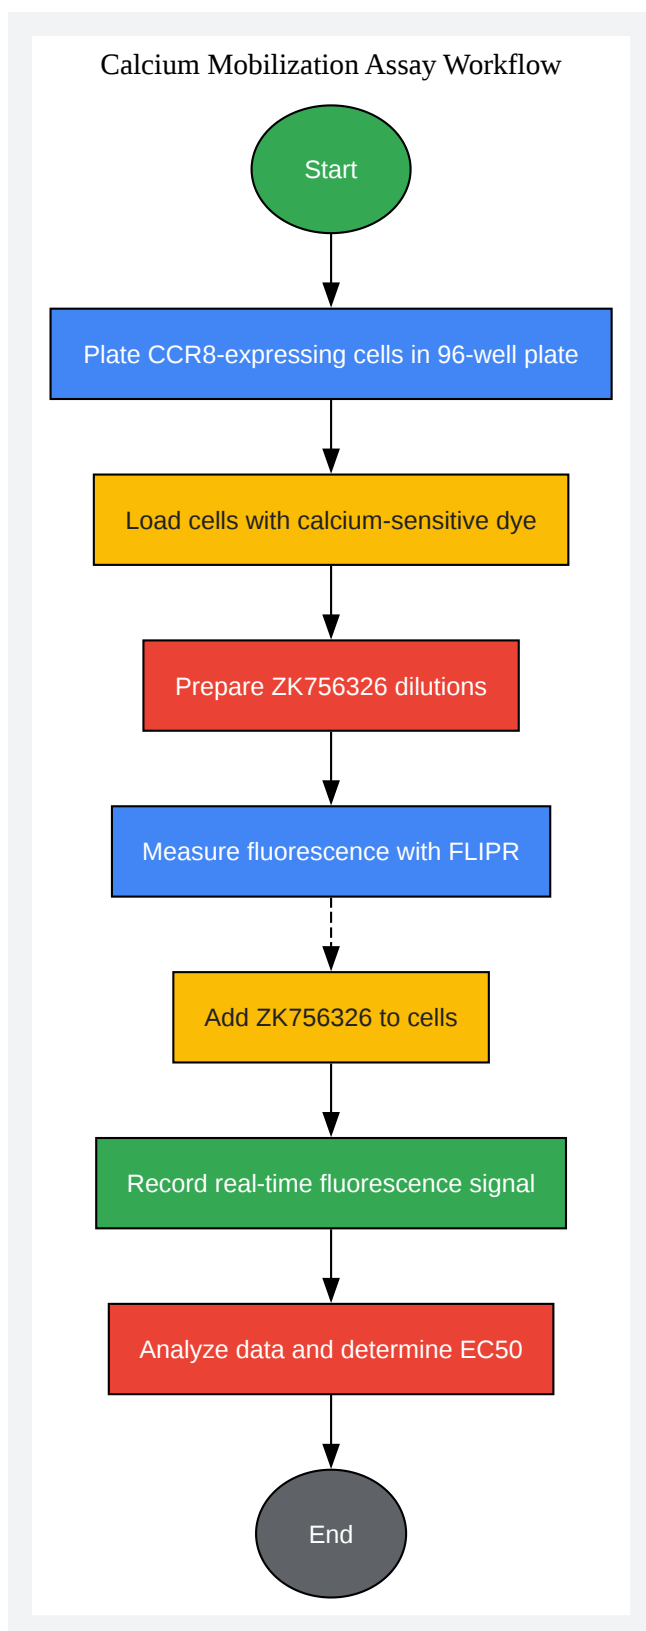 Calcium Mobilization Assay Workflow
Start
Plate CCR8-expressing cells in 96-well plate
Load cells with calcium-sensitive dye
Prepare ZK756326 dilutions
Measure fluorescence with FLIPR
Add ZK756326 to cells
Record real-time fluorescence signal
Analyze data and determine EC50
End